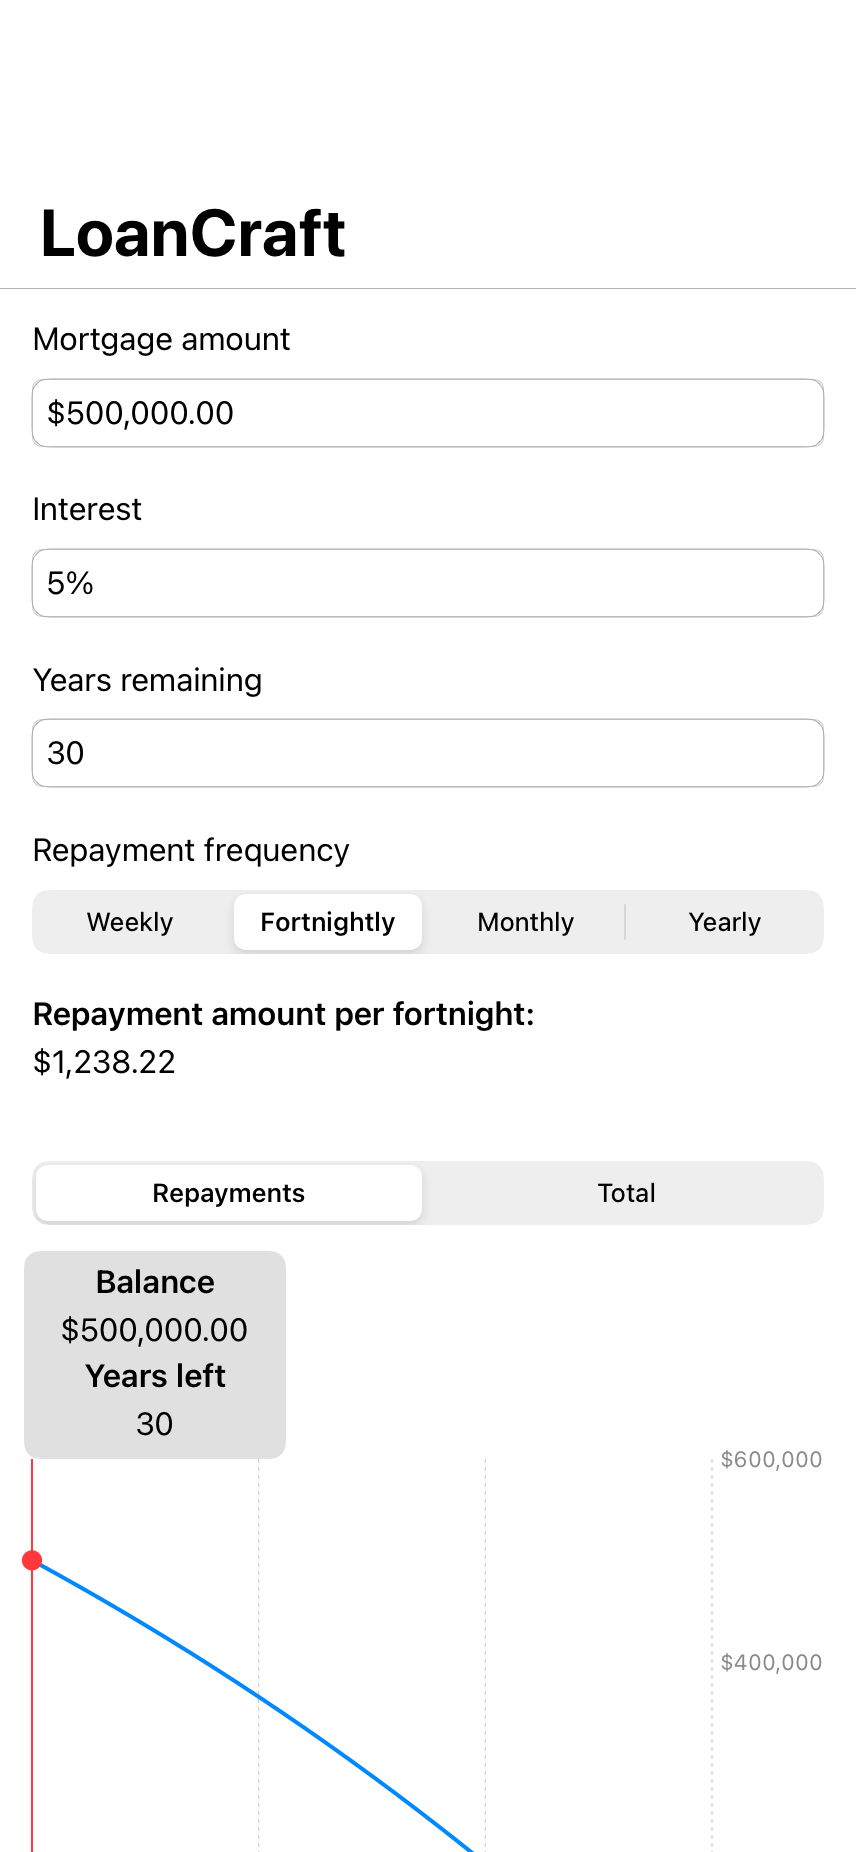 LoanCraft
Mortgage amount
$500,000.00
Interest
5%
Years remaining
30
Repayment frequency
Weekly Fortnightly Monthly Yearly
Repayment amount per fortnight:
$1,238.22
Repayments Total
Balance
$500,000.00
Years left
30
$600,000
$400,000